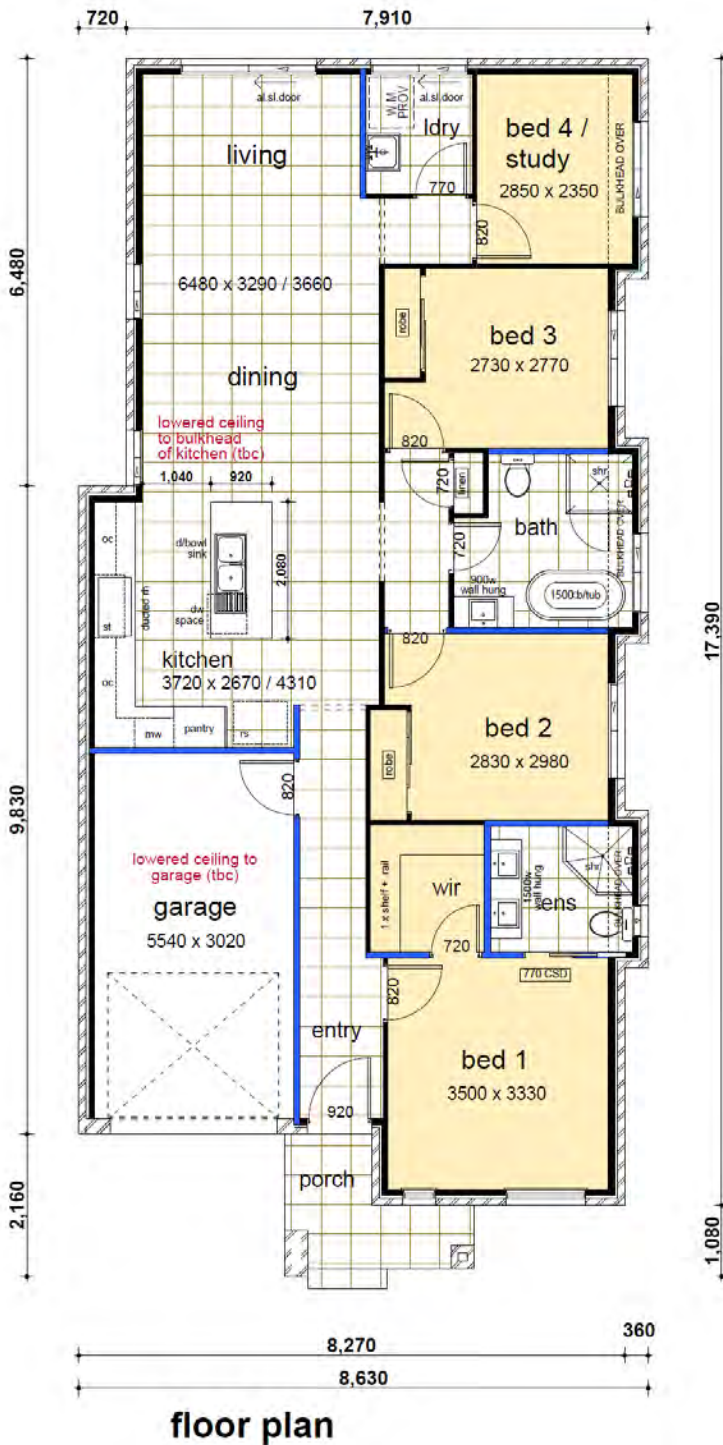 720
7,910
al.sl.door
W.M
PROV
al.sl.door
ldry
770
living
bed 4 /
study
2850 x 2350
BULKHEAD OVER
820
6,480
6480 x 3290 / 3660
robe
bed 3
2730 x 2770
dining
lowered ceiling
to bulkhead
of kitchen (tbc)
820
1,040
920
720
linen
shr
bath
720
BULKHEAD OVER
oc
d/bowl
sink
2,080
900w
wall hung
1500:b/tub
st
ducted rh
dw
space
820
17,390
kitchen
3720 x 2670 / 4310
oc
mw
pantry
rs
bed 2
2830 x 2980
robe
820
9,830
lowered ceiling to
garage (tbc)
garage
5540 x 3020
1 x shelf + rail
wir
720
1500w
wall hung
ens
shr
BULKHEAD OVER
770 CSD
820
entry
bed 1
3500 x 3330
920
porch
2,160
1,080
8,270
360
8,630
floor plan